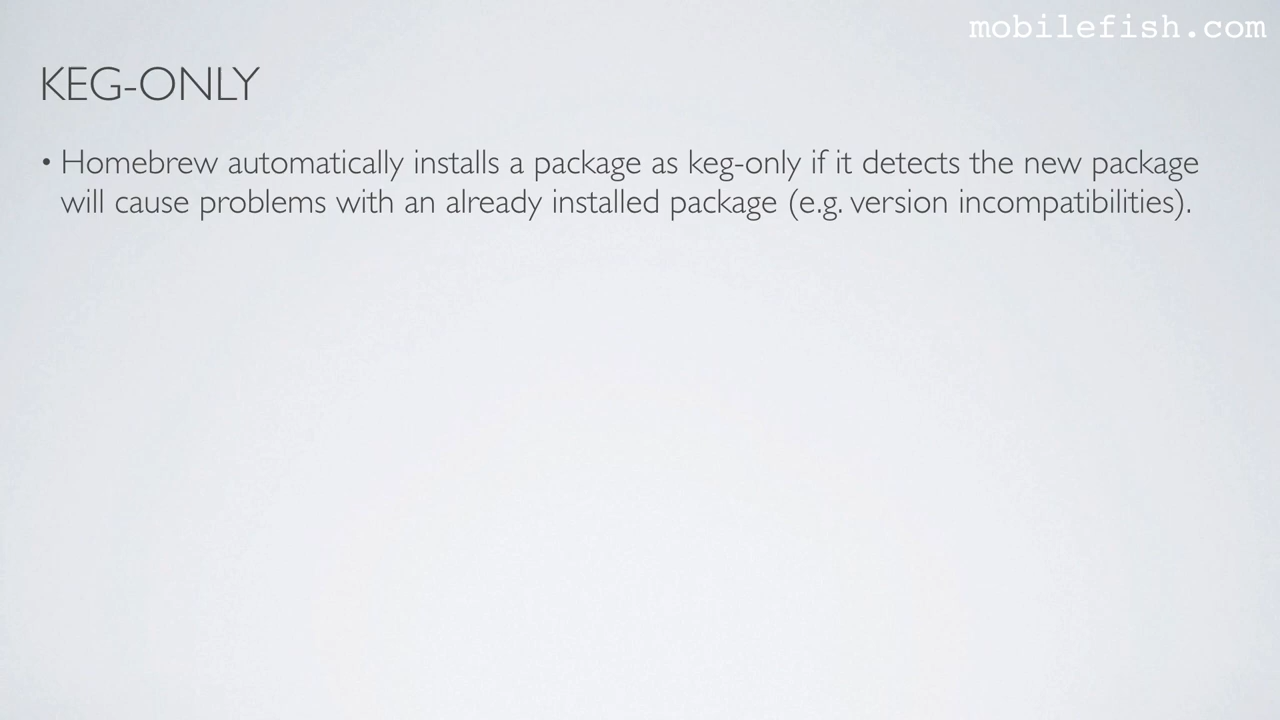 mobilefish.com
KEG-ONLY
• Homebrew automatically installs a package as keg-only if it detects the new package
will cause problems with an already installed package (e.g. version incompatibilities).